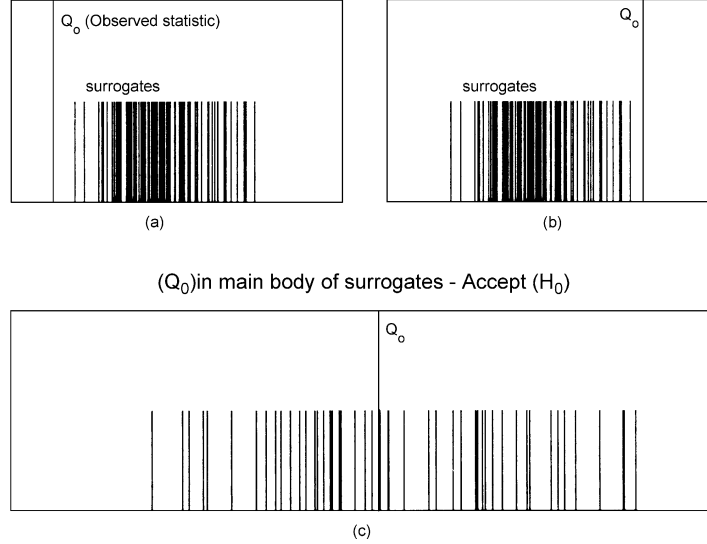 Qo (Observed statistic)
surrogates
(a)
Qo
surrogates
(b)
(Q0)in main body of surrogates - Accept (H0)
Qo
(c)